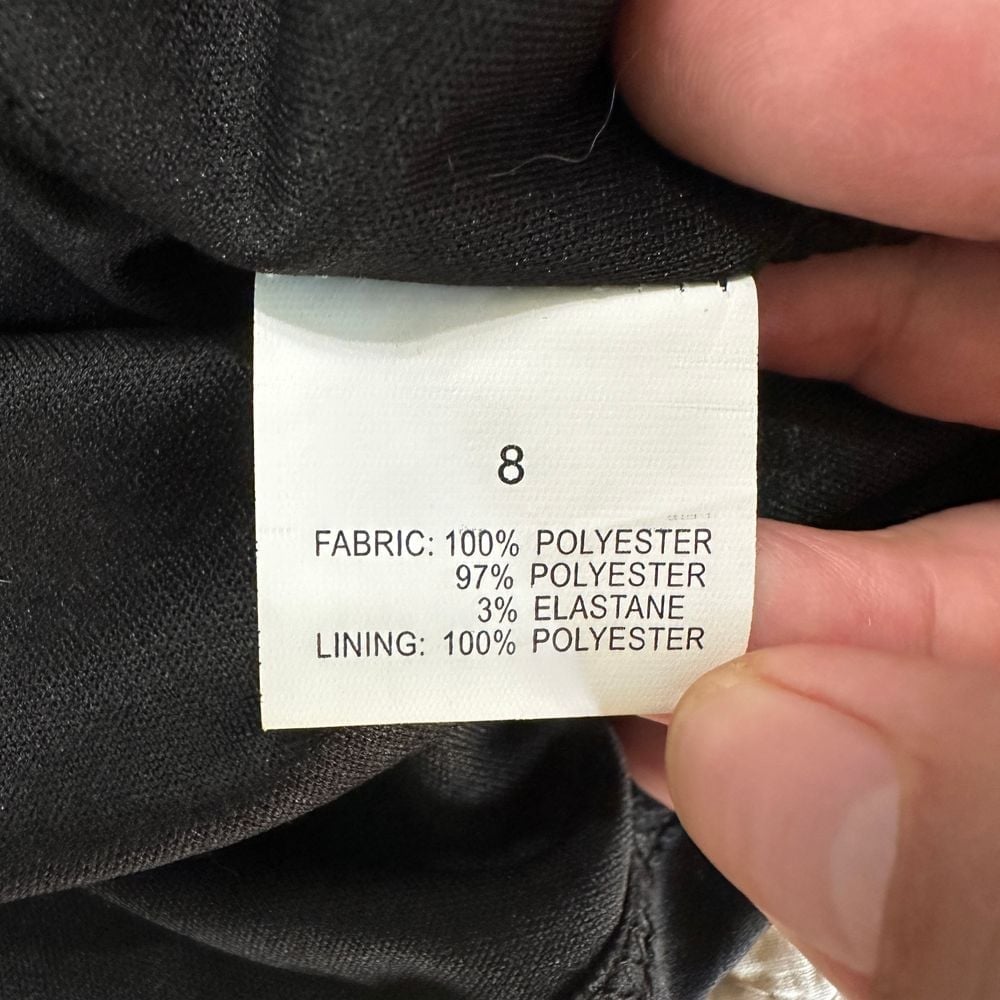 8
FABRIC: 100% POLYESTER
97% POLYESTER
3% ELASTANE
LINING: 100% POLYESTER